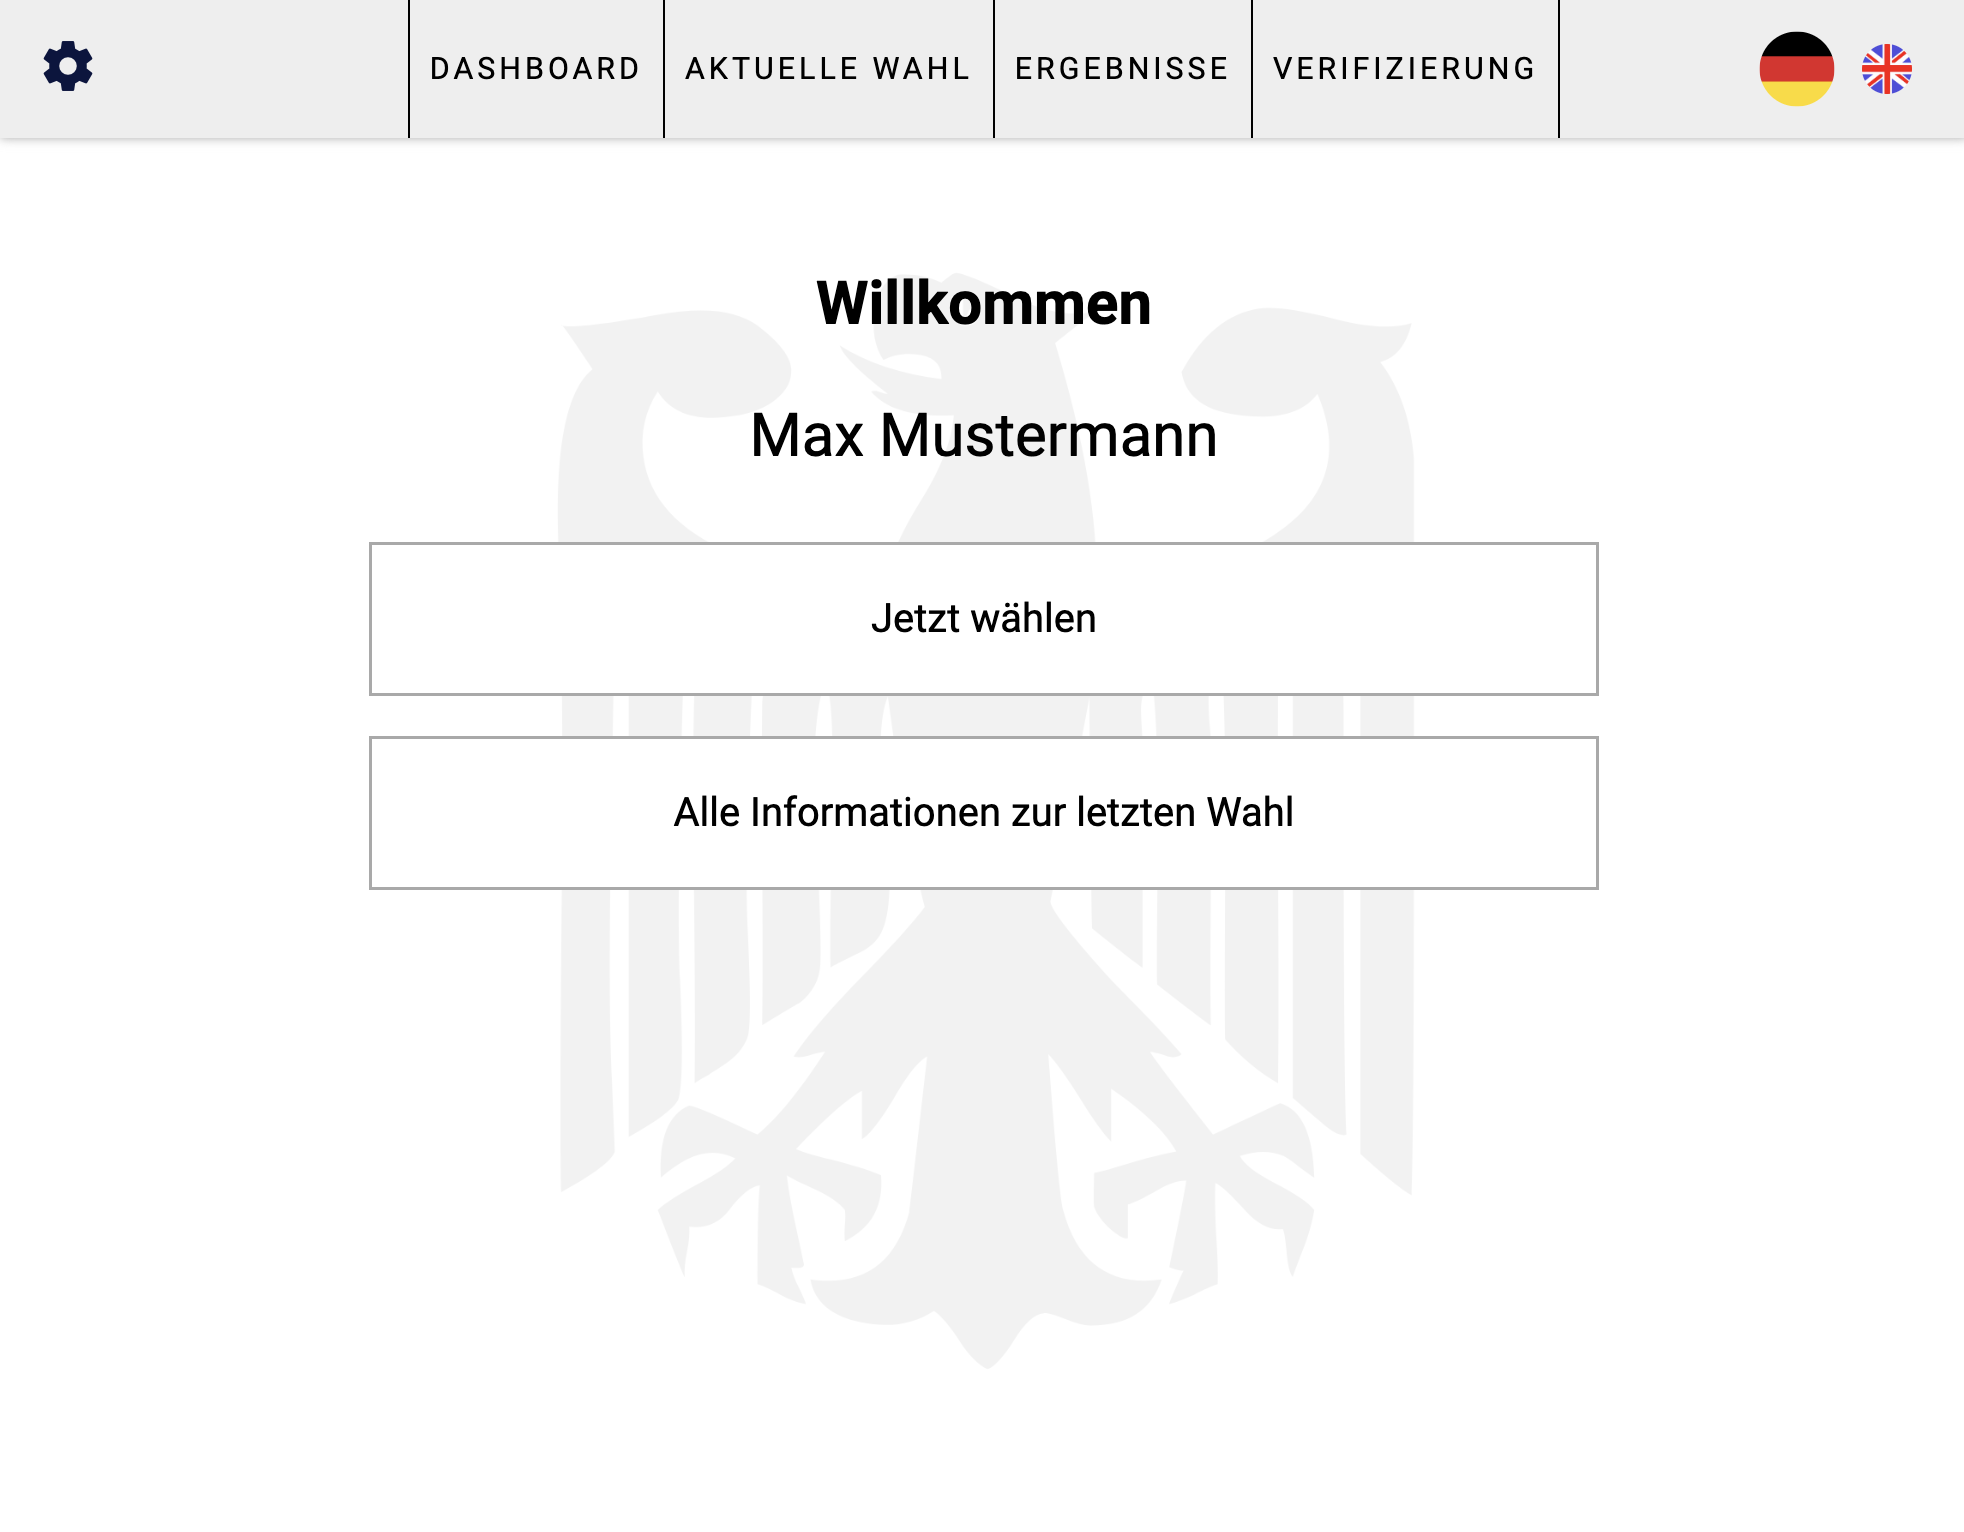 DASHBOARD
AKTUELLE WAHL
ERGEBNISSE
VERIFIZIERUNG
Willkommen
Max Mustermann
Jetzt wählen
Alle Informationen zur letzten Wahl